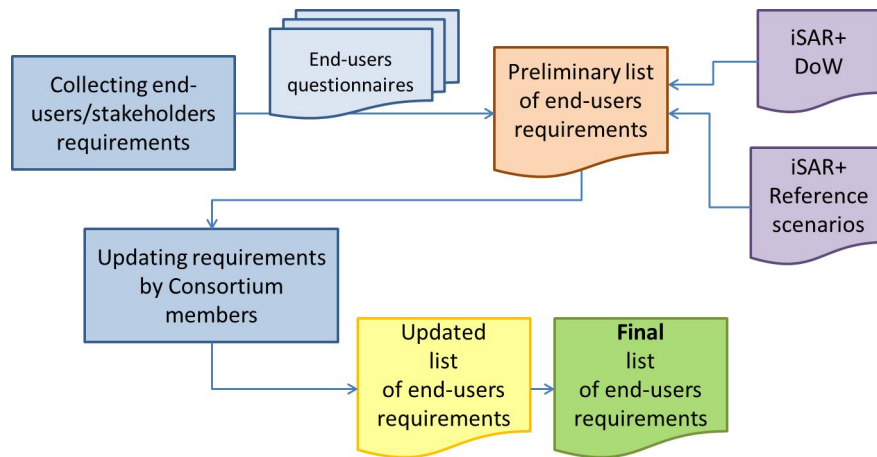 Collecting end-
users/stakeholders
requirements
End-users
questionnaires
Preliminary list
of end-users
requirements
iSAR+
DoW
iSAR+
Reference
scenarios
Updating requirements
by Consortium
members
Updated
list
of end-users
requirements
Final
list
of end-users
requirements